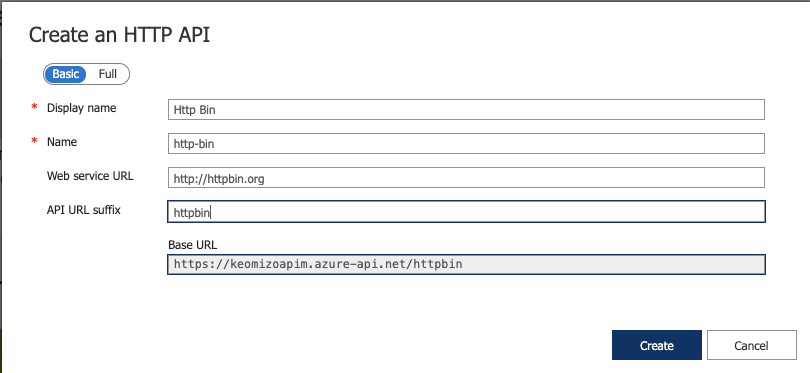 Create an HTTP API
Basic Full
* Display name Http Bin
* Name http-bin
Web service URL http://httpbin.org
API URL suffix httpbin
Base URL
https://keomizoapim.azure-api.net/httpbin
Create Cancel